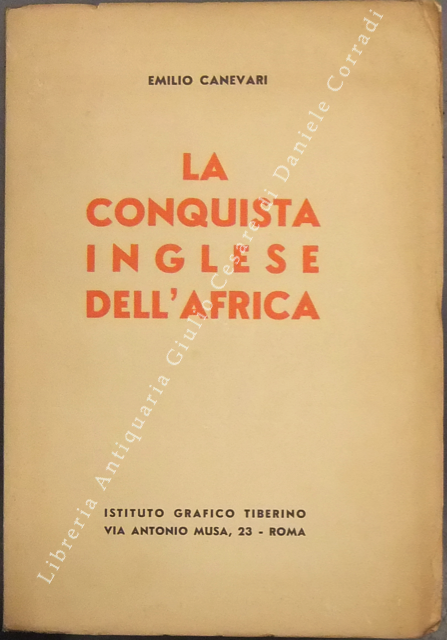 EMILIO CANEVARI
LA
CONQUISTA
INGLESE
DELL'AFRICA
ISTITUTO GRAFICO TIBERINO
VIA ANTONIO MUSA, 23 - ROMA
Libreria Antiquaria Giulio Cesare di Daniele Corradi